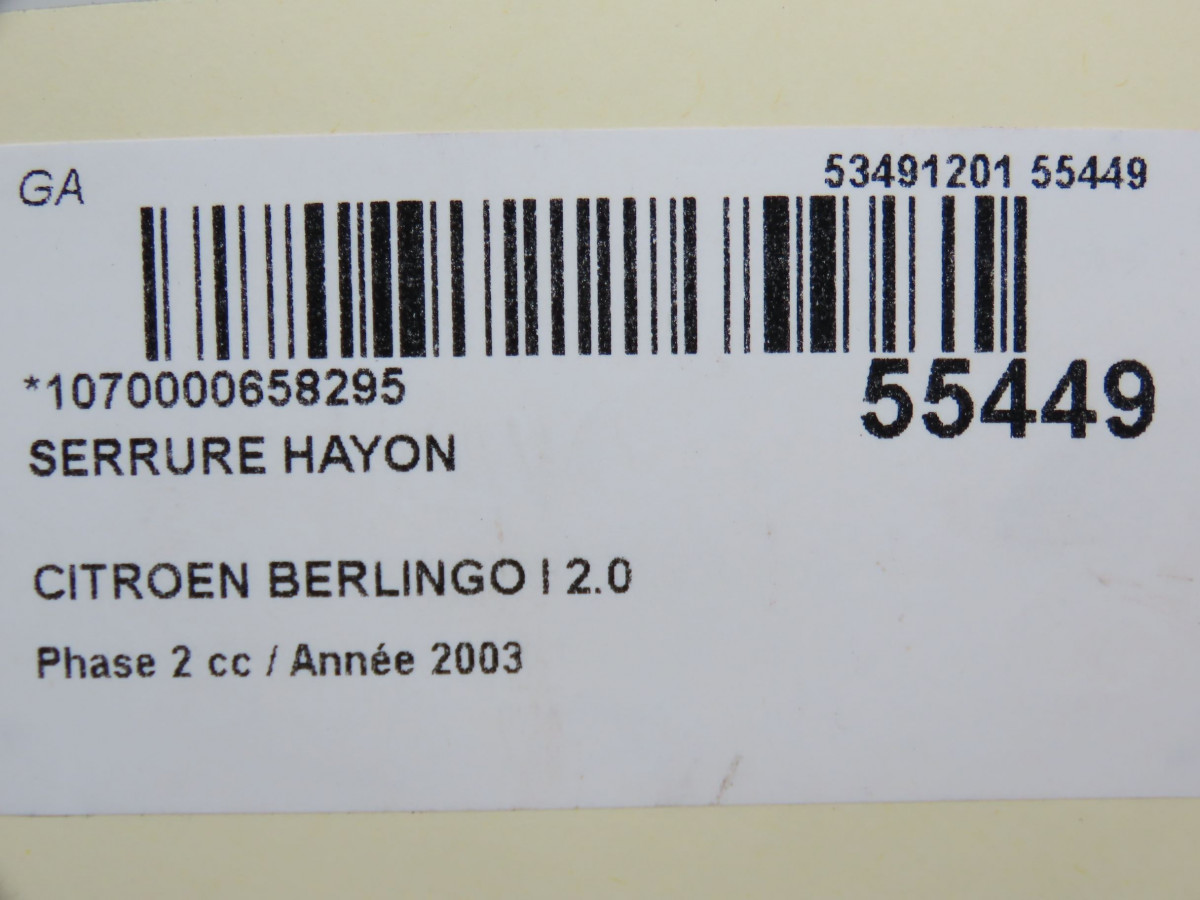 GA
53491201 55449
*1070000658295
55449
SERRURE HAYON
CITROEN BERLINGO I 2.0
Phase 2 cc / Année 2003